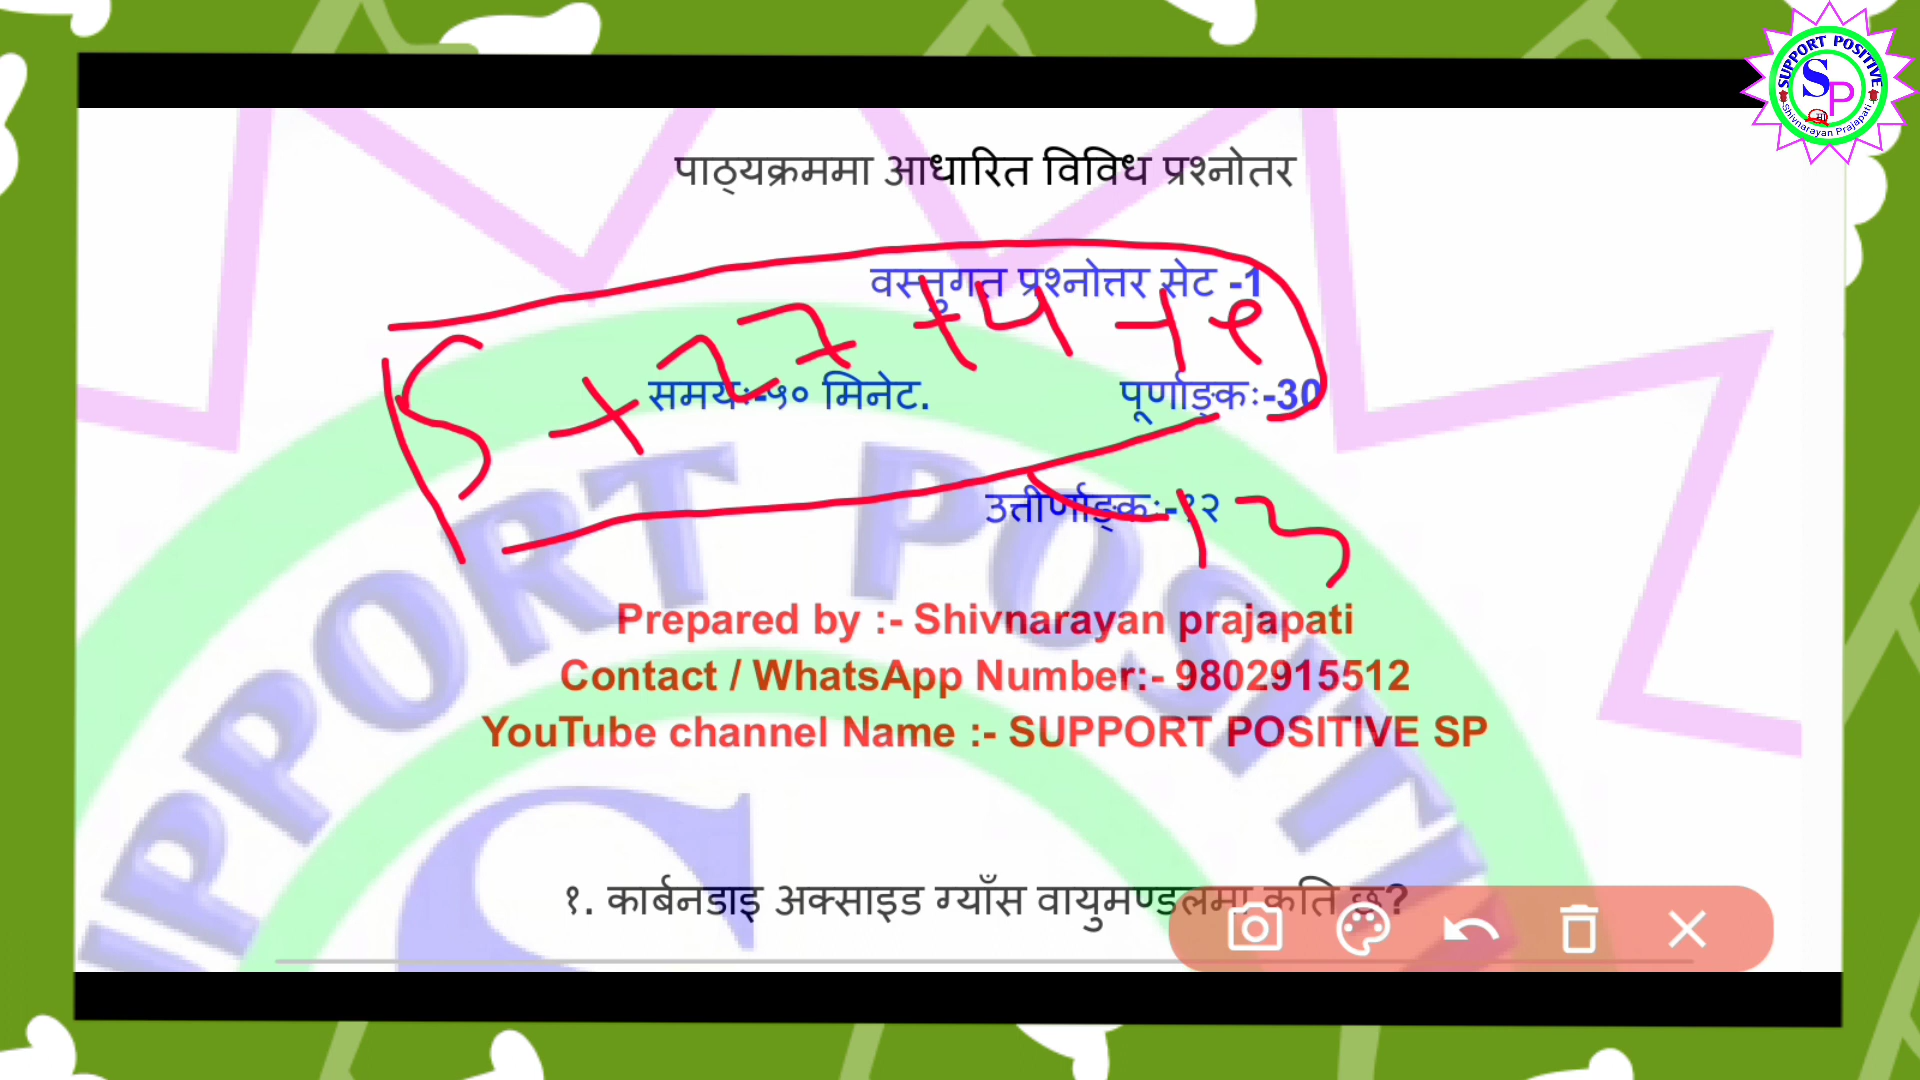 SUPPORT POSITIVE
SP
Shivnarayan Prajapati
पाठ्यक्रममा आधारित विविध प्रश्नोतर
वस्तुगत प्रश्नोत्तर सेट -1
समयः-५० मिनेट. पूर्णाङ्कः-30
उत्तीर्णाङ्कः-१२
Prepared by :- Shivnarayan prajapati
Contact / WhatsApp Number:- 9802915512
YouTube channel Name :- SUPPORT POSITIVE SP
१. कार्बनडाइ अक्साइड ग्याँस वायुमण्डलमा कति छ?